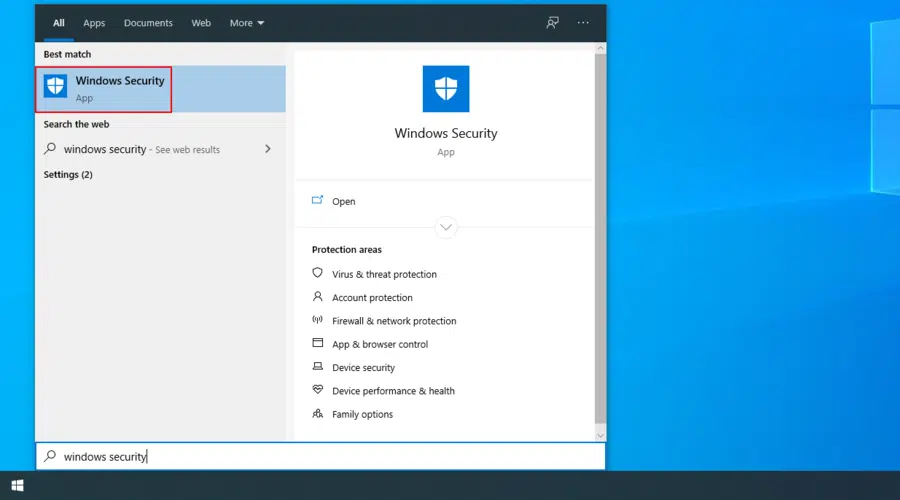 All Apps Documents Web More
Best match
Windows Security
App
Search the web
windows security - See web results
Settings (2)
Windows Security
App
Open
Protection areas
Virus & threat protection
Account protection
Firewall & network protection
App & browser control
Device security
Device performance & health
Family options
windows security